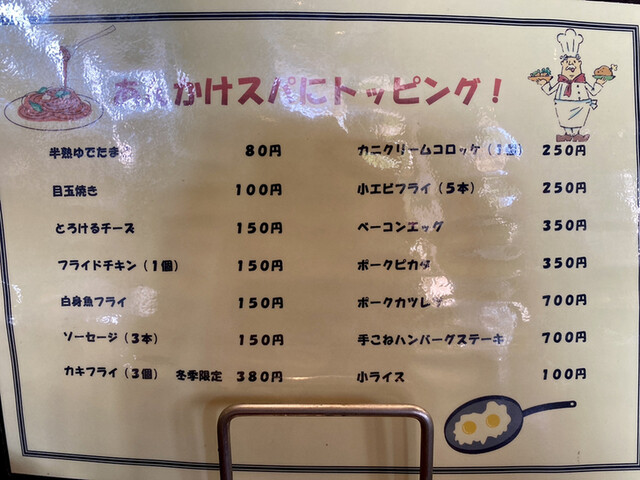 あんかけスパにトッピング！
半熟ゆでたま 80円
目玉焼き 100円
とろけるチーズ 150円
フライドチキン（1個） 150円
白身魚フライ 150円
ソーセージ（3本） 150円
カキフライ（3個） 冬季限定 380円
カニクリームコロッケ（1個） 250円
小エビフライ（5本） 250円
ベーコンエッグ 350円
ポークピカタ 350円
ポークカツレツ 700円
手こねハンバーグステーキ 700円
小ライス 100円